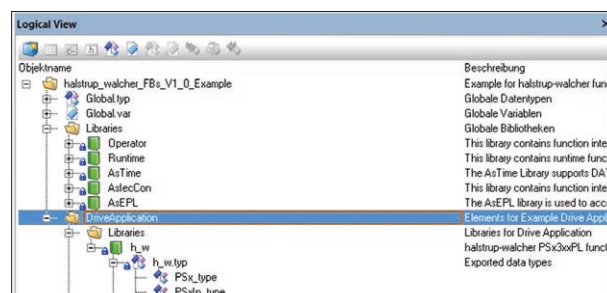 Logical View
Objektname Beschreibung
halstrup_walcher_FBs_V1_0_Example Example for halstrup-walcher func
Global.typ Globale Datentypen
Global.var Globale Variablen
Libraries Globale Bibliotheken
Operator This library contains function inte
Runtime This library contains runtime func
AsTime The AsTime Library supports DAT
AsIecCon This library contains function inte
AsEPL The AsEPL library is used to acce
DriveApplication Elements for Example Drive Appl
Libraries Libraries for Drive Application
h_w halstrup-walcher PSx3xxPL funct
h_w.typ Exported data types
PSx_type
PSxIn_type